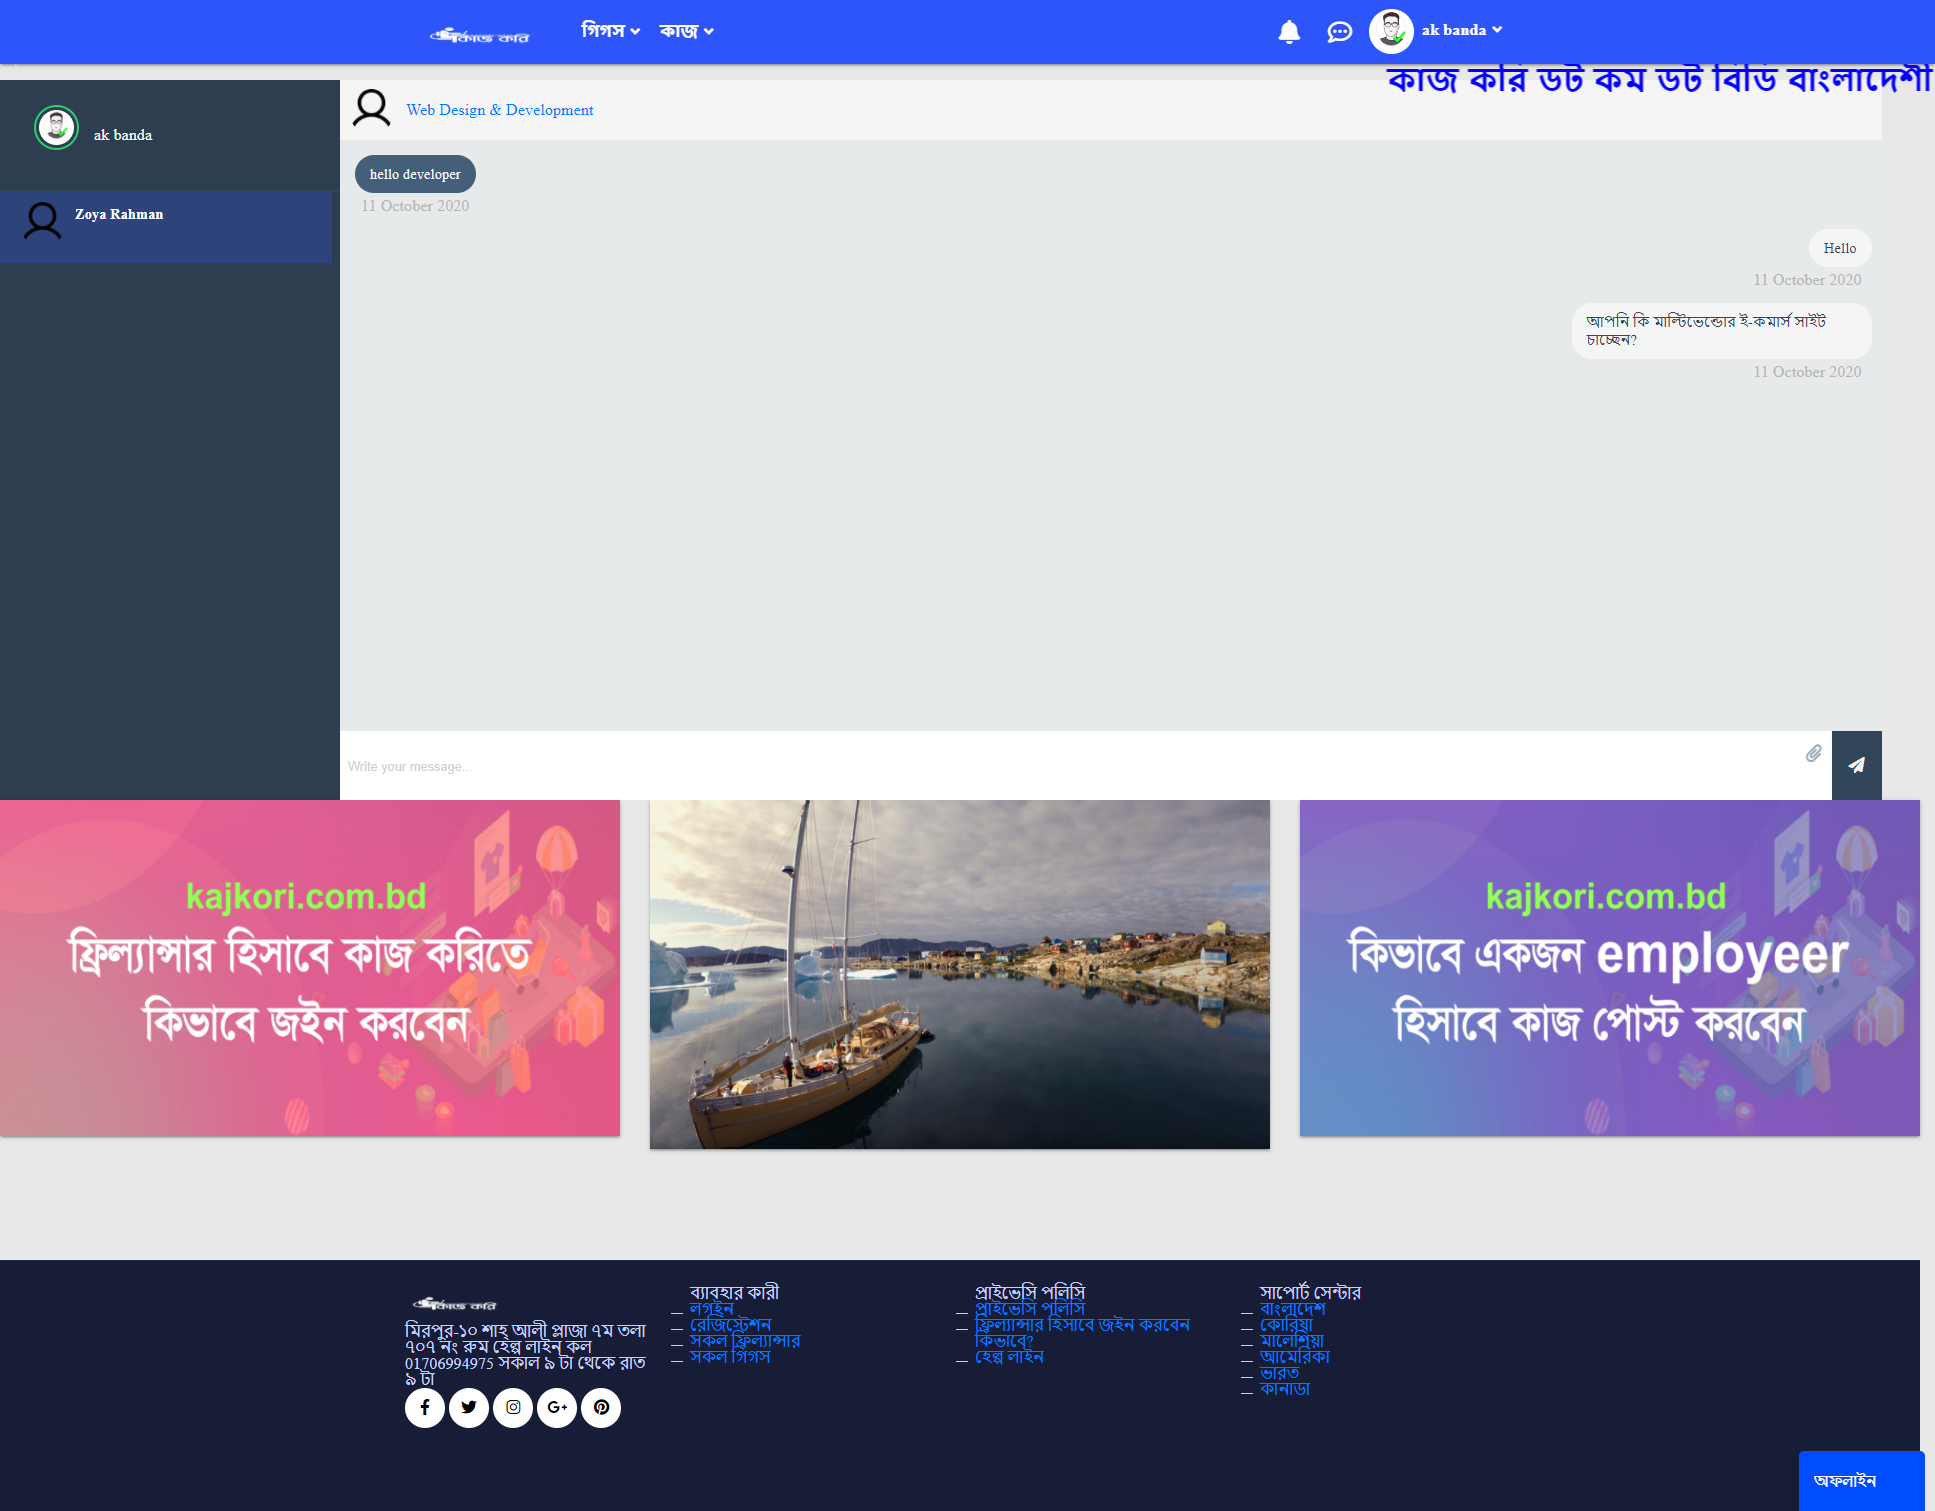 কাজ করি
গিগস
কাজ
ak banda
কাজ করি ডট কম ডট বিডি বাংলাদেশী
ak banda
Web Design & Development
Zoya Rahman
hello developer
11 October 2020
Hello
11 October 2020
আপনি কি মাল্টিভেন্ডোর ই-কমার্স সাইট
চাচ্ছেন?
11 October 2020
Write your message...
kajkori.com.bd
ফ্রিল্যান্সার হিসাবে কাজ করিতে
কিভাবে জইন করবেন
kajkori.com.bd
কিভাবে একজন employeer
হিসাবে কাজ পোস্ট করবেন
কাজ করি
মিরপুর-১০ শাহ আলী প্লাজা ৭ম তলা
৭০৭ নং রুম হেল্প লাইন কল
01706994975 সকাল ৯ টা থেকে রাত
৯ টা
ব্যাবহার কারী
লগইন
রেজিস্ট্রেশন
সকল ফ্রিল্যান্সার
সকল গিগস
প্রাইভেসি পলিসি
প্রাইভেসি পলিসি
ফ্রিল্যান্সার হিসাবে জইন করবেন
কিভাবে?
হেল্প লাইন
সাপোর্ট সেন্টার
বাংলাদেশ
কোরিয়া
মালেশিয়া
আমেরিকা
ভারত
কানাডা
অফলাইন